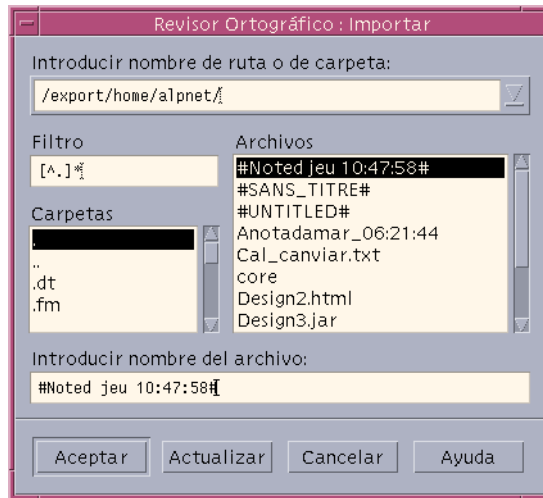 Revisor Ortográfico : Importar
Introducir nombre de ruta o de carpeta:
/export/home/alpnet/
Filtro
[^.]*
Archivos
#Noted jeu 10:47:58#
#SANS_TITRE#
#UNTITLED#
Anotadamar_06:21:44
Cal_canviar.txt
core
Design2.html
Design3.jar
Carpetas
.
..
.dt
.fm
Introducir nombre del archivo:
#Noted jeu 10:47:58#
Aceptar Actualizar Cancelar Ayuda